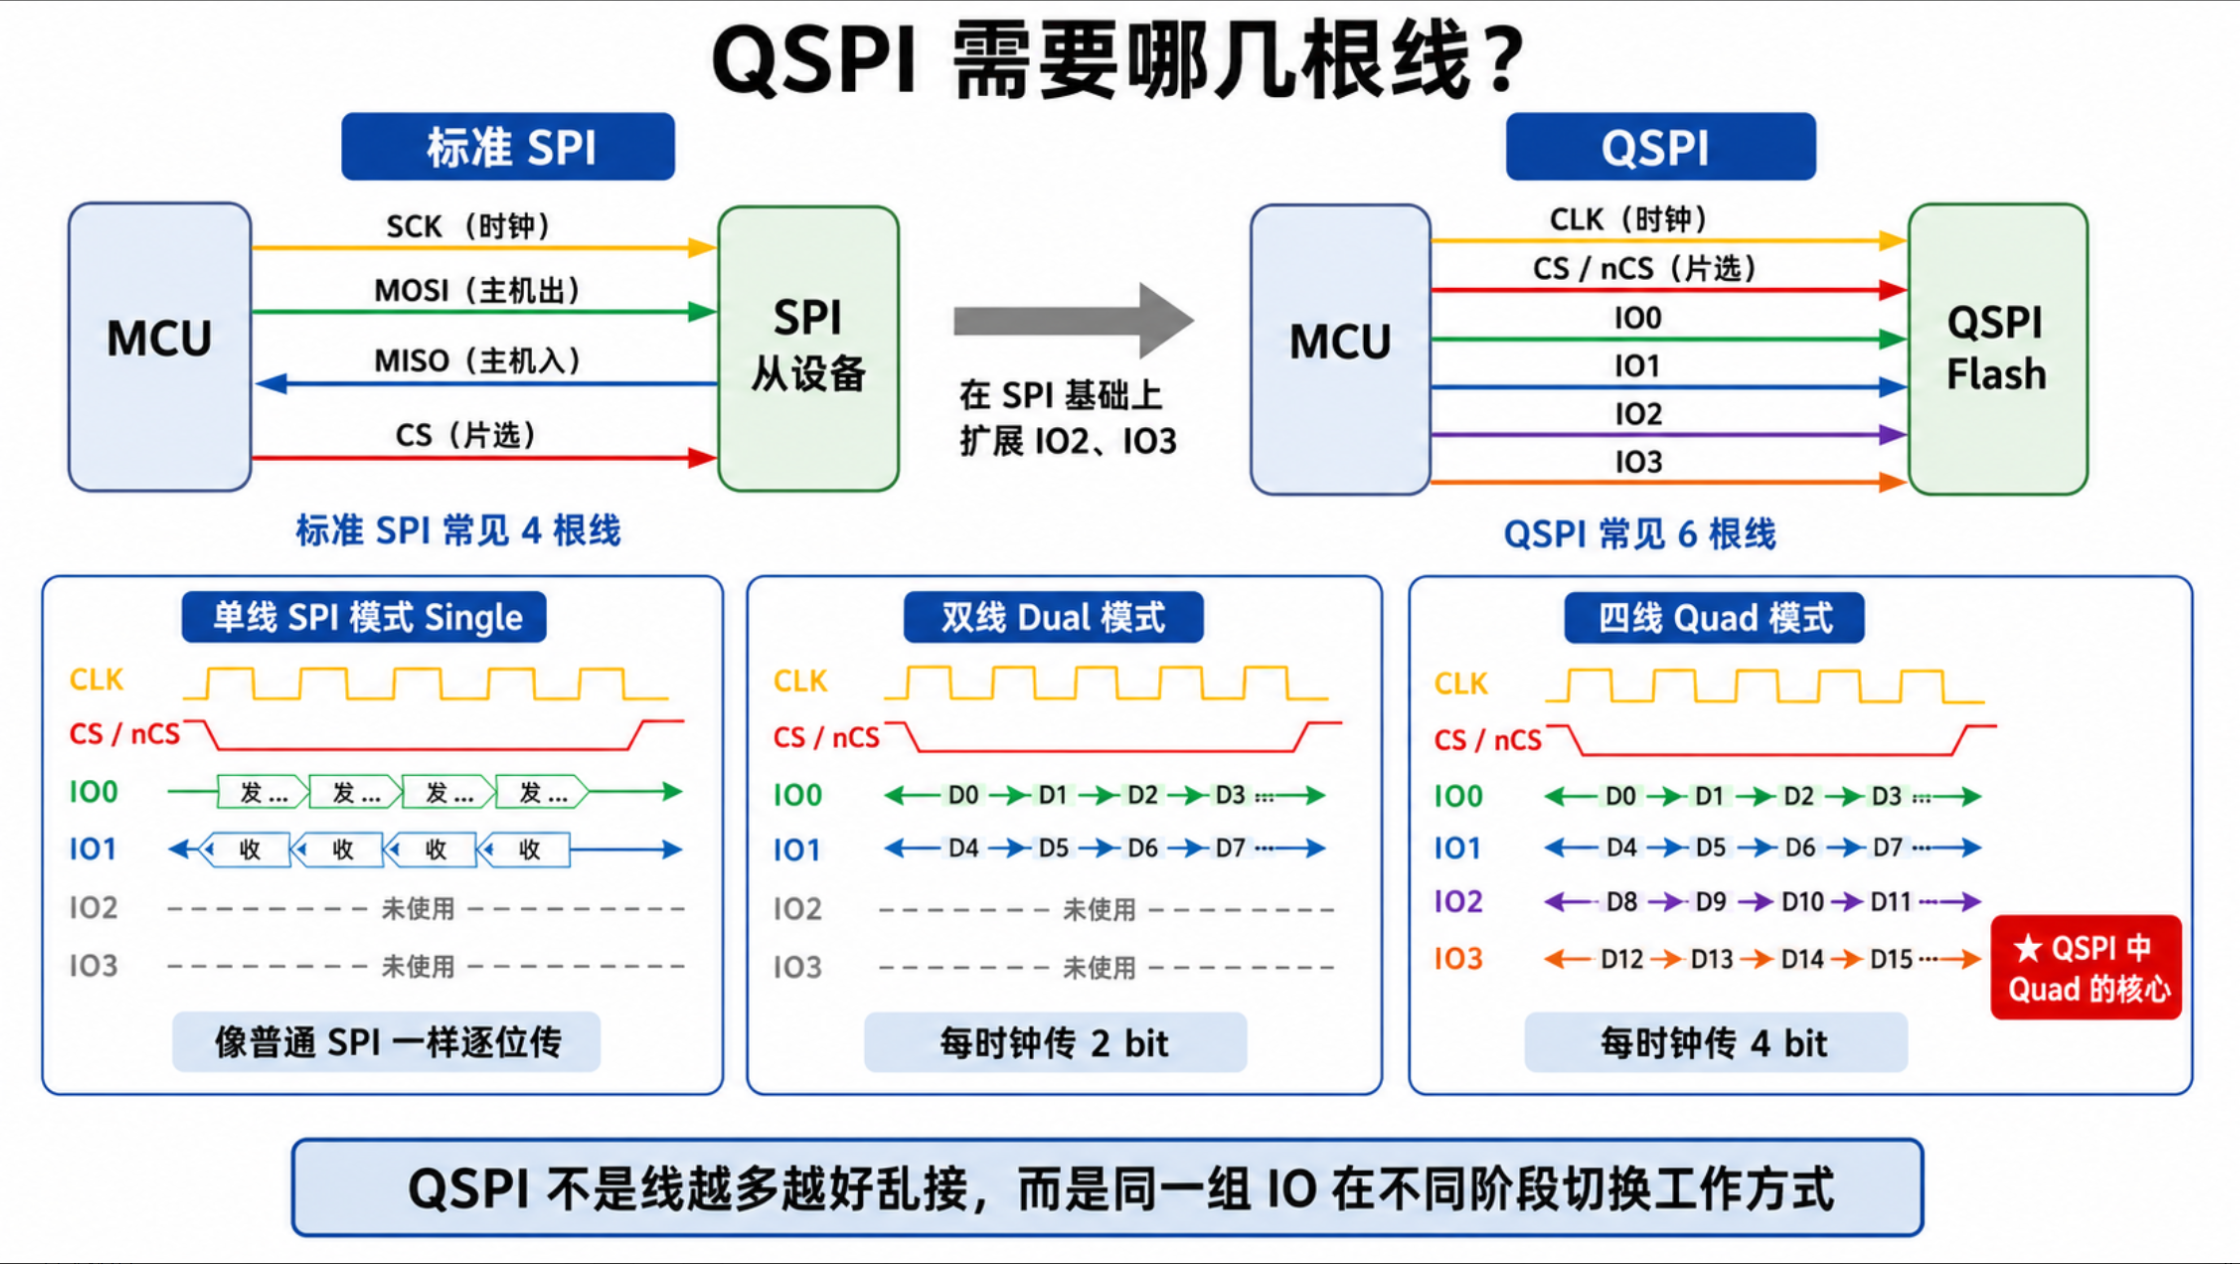 QSPI 需要哪几根线？
标准 SPI
MCU
SCK （时钟）
MOSI（主机出）
MISO（主机入）
CS（片选）
SPI
从设备
标准 SPI 常见 4 根线
在 SPI 基础上
扩展 IO2、IO3
QSPI
MCU
CLK（时钟）
CS / nCS（片选）
IO0
IO1
IO2
IO3
QSPI
Flash
QSPI 常见 6 根线
单线 SPI 模式 Single
CLK
CS / nCS
IO0 发 ... 发 ... 发 ... 发 ...
IO1 收 收 收 收
IO2 未使用
IO3 未使用
像普通 SPI 一样逐位传
双线 Dual 模式
CLK
CS / nCS
IO0 D0 D1 D2 D3 ...
IO1 D4 D5 D6 D7 ...
IO2 未使用
IO3 未使用
每时钟传 2 bit
四线 Quad 模式
CLK
CS / nCS
IO0 D0 D1 D2 D3 ...
IO1 D4 D5 D6 D7 ...
IO2 D8 D9 D10 D11 ...
IO3 D12 D13 D14 D15 ...
★ QSPI 中
Quad 的核心
每时钟传 4 bit
QSPI 不是线越多越好乱接，而是同一组 IO 在不同阶段切换工作方式